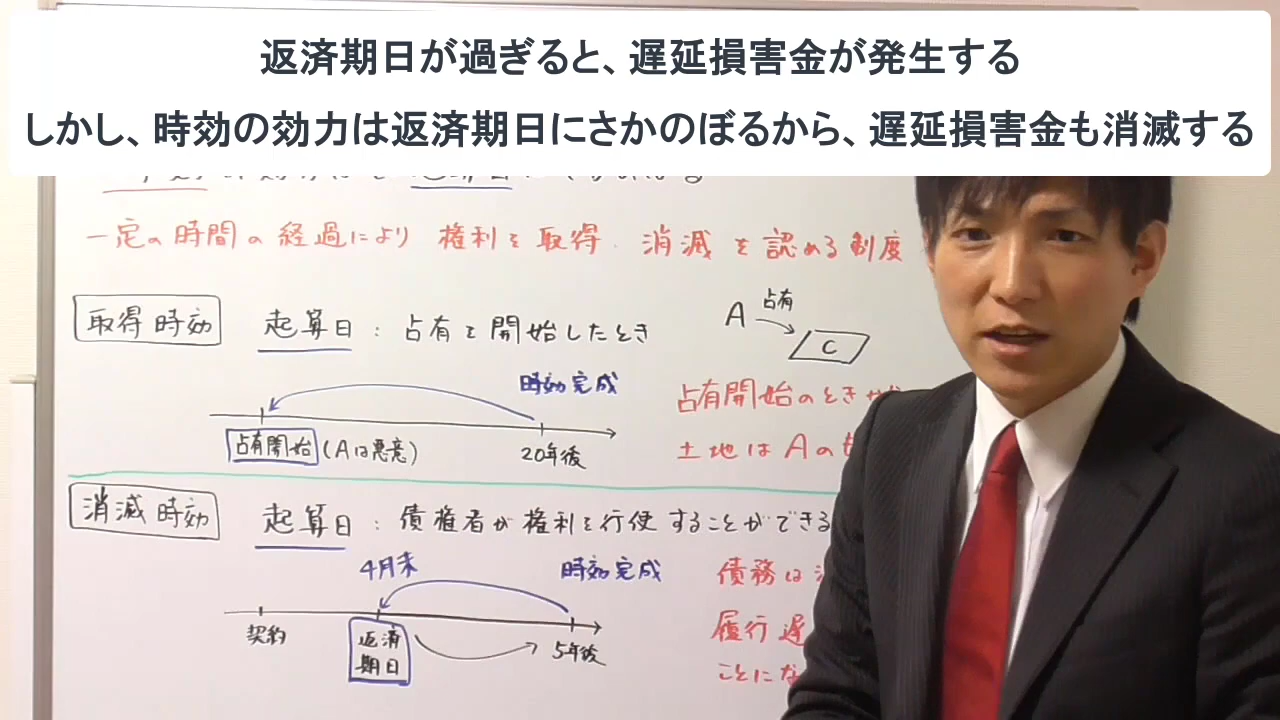 返済期日が過ぎると、遅延損害金が発生する
しかし、時効の効力は返済期日にさかのぼるから、遅延損害金も消滅する
一定の時間の経過により 権利を取得・消滅を認める制度
取得時効 起算日：占有を開始したとき
A 占有 C
時効完成
占有開始 (Aは悪意) 20年後
占有開始のとき
土地はAの
消滅時効 起算日：債権者が権利を行使することができる
4月末 時効完成
契約 返済期日 5年後
債務は
履行遅
ことにな